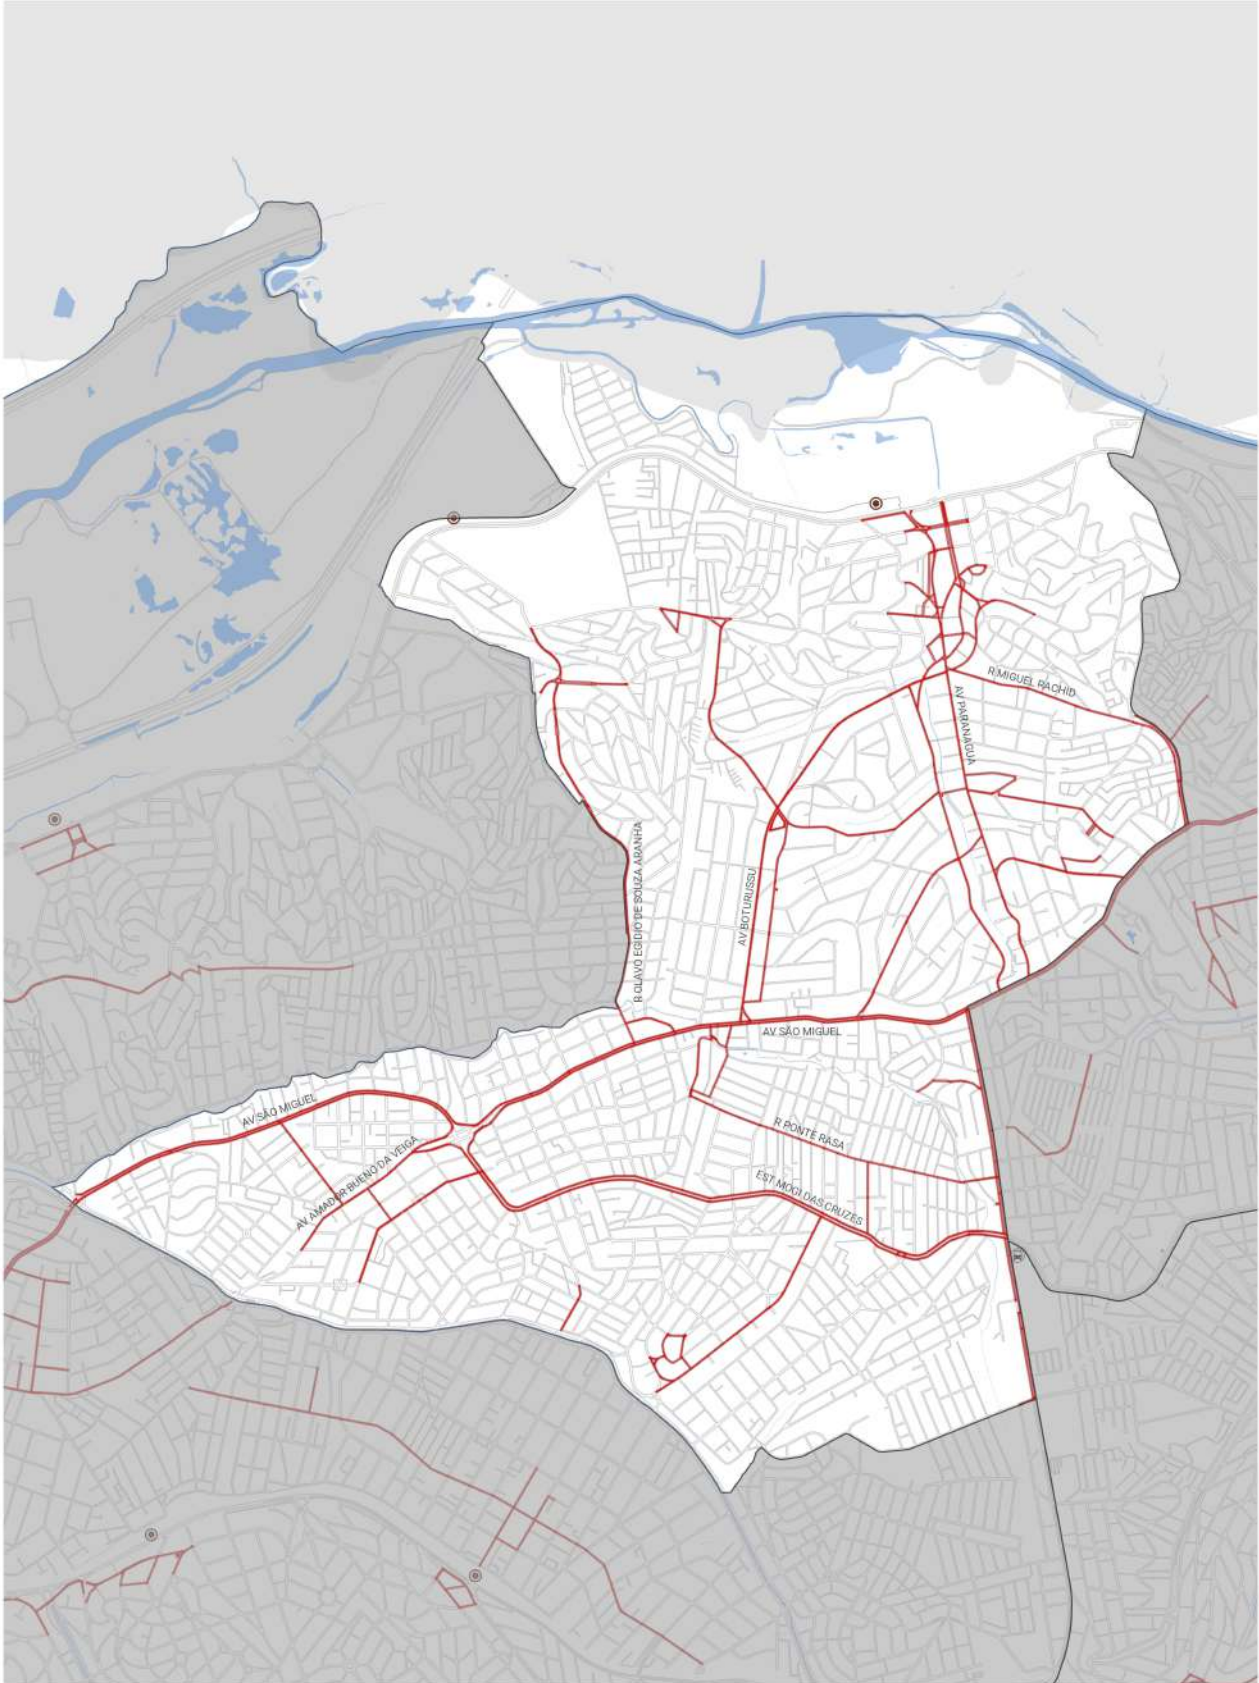 R MIGUEL RACHID
AV PARANAGUÁ
R OLAVO EGIDIO DE SOUZA ARANHA
AV BOTURUSSU
AV SÃO MIGUEL
AV SÃO MIGUEL
AV AMADOR BUENO DA VEIGA
R PONTE RASA
EST MOGI DAS CRUZES